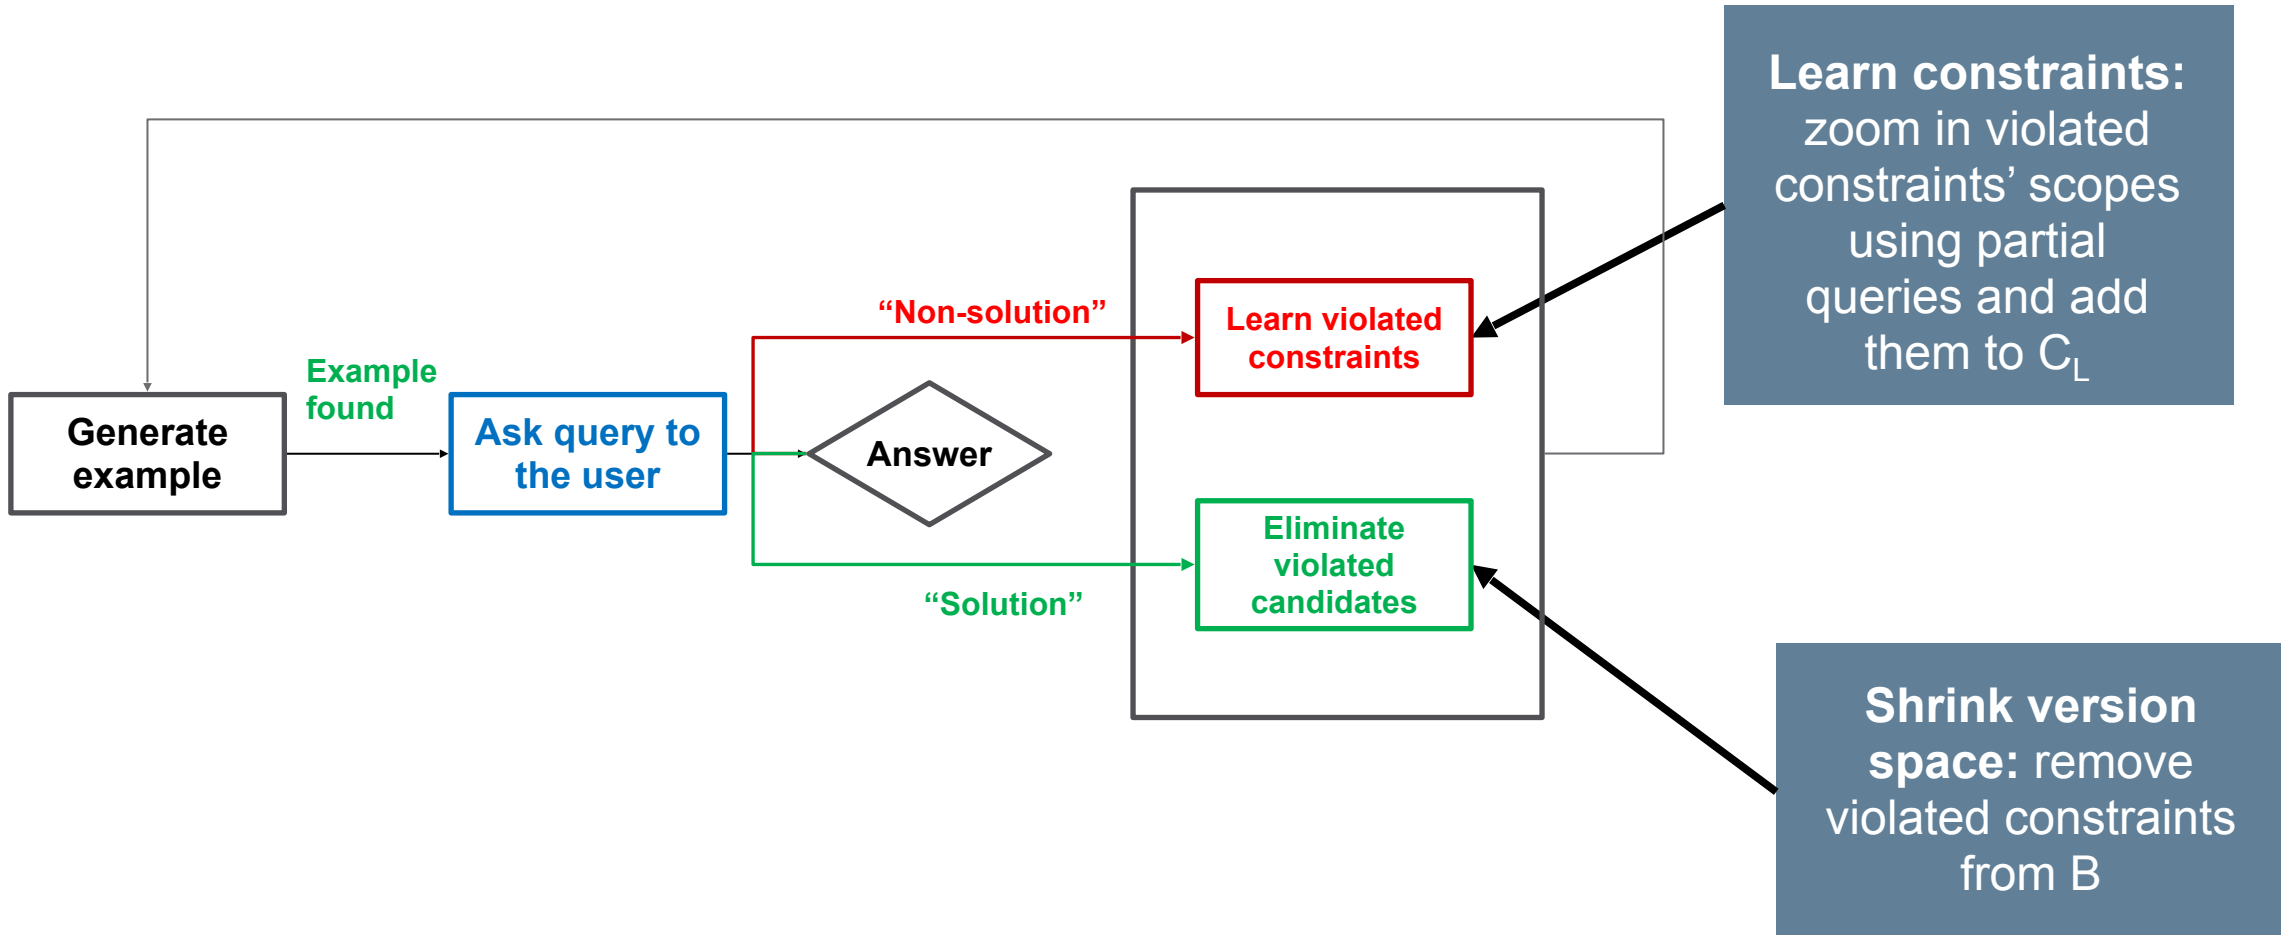 Generate
example
Example
found
Ask query to
the user
Answer
“Non-solution”
“Solution”
Learn violated
constraints
Eliminate
violated
candidates
Learn constraints:
zoom in violated
constraints’ scopes
using partial
queries and add
them to C_L
Shrink version
space: remove
violated constraints
from B